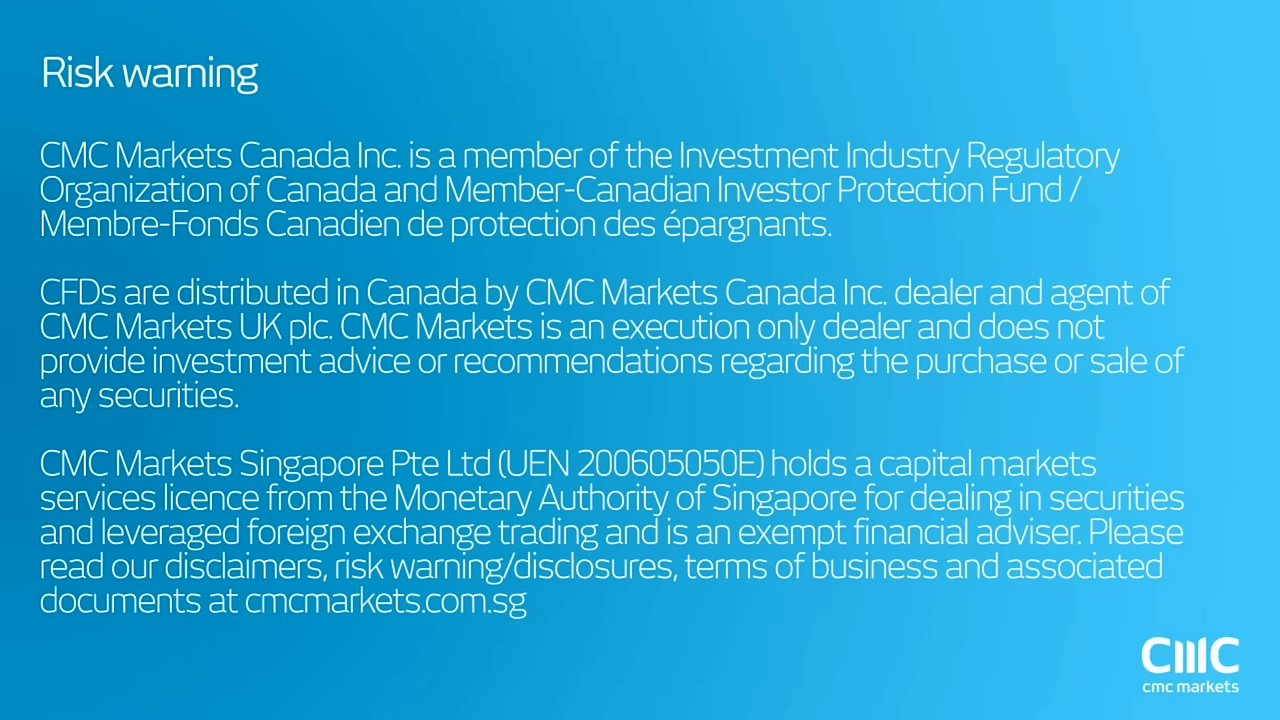 Risk warning
CMC Markets Canada Inc. is a member of the Investment Industry Regulatory
Organization of Canada and Member-Canadian Investor Protection Fund /
Membre-Fonds Canadien de protection des épargnants.
CFDs are distributed in Canada by CMC Markets Canada Inc. dealer and agent of
CMC Markets UK plc. CMC Markets is an execution only dealer and does not
provide investment advice or recommendations regarding the purchase or sale of
any securities.
CMC Markets Singapore Pte Ltd (UEN 200605050E) holds a capital markets
services licence from the Monetary Authority of Singapore for dealing in securities
and leveraged foreign exchange trading and is an exempt financial adviser. Please
read our disclaimers, risk warning/disclosures, terms of business and associated
documents at cmcmarkets.com.sg
CMC
cmc markets